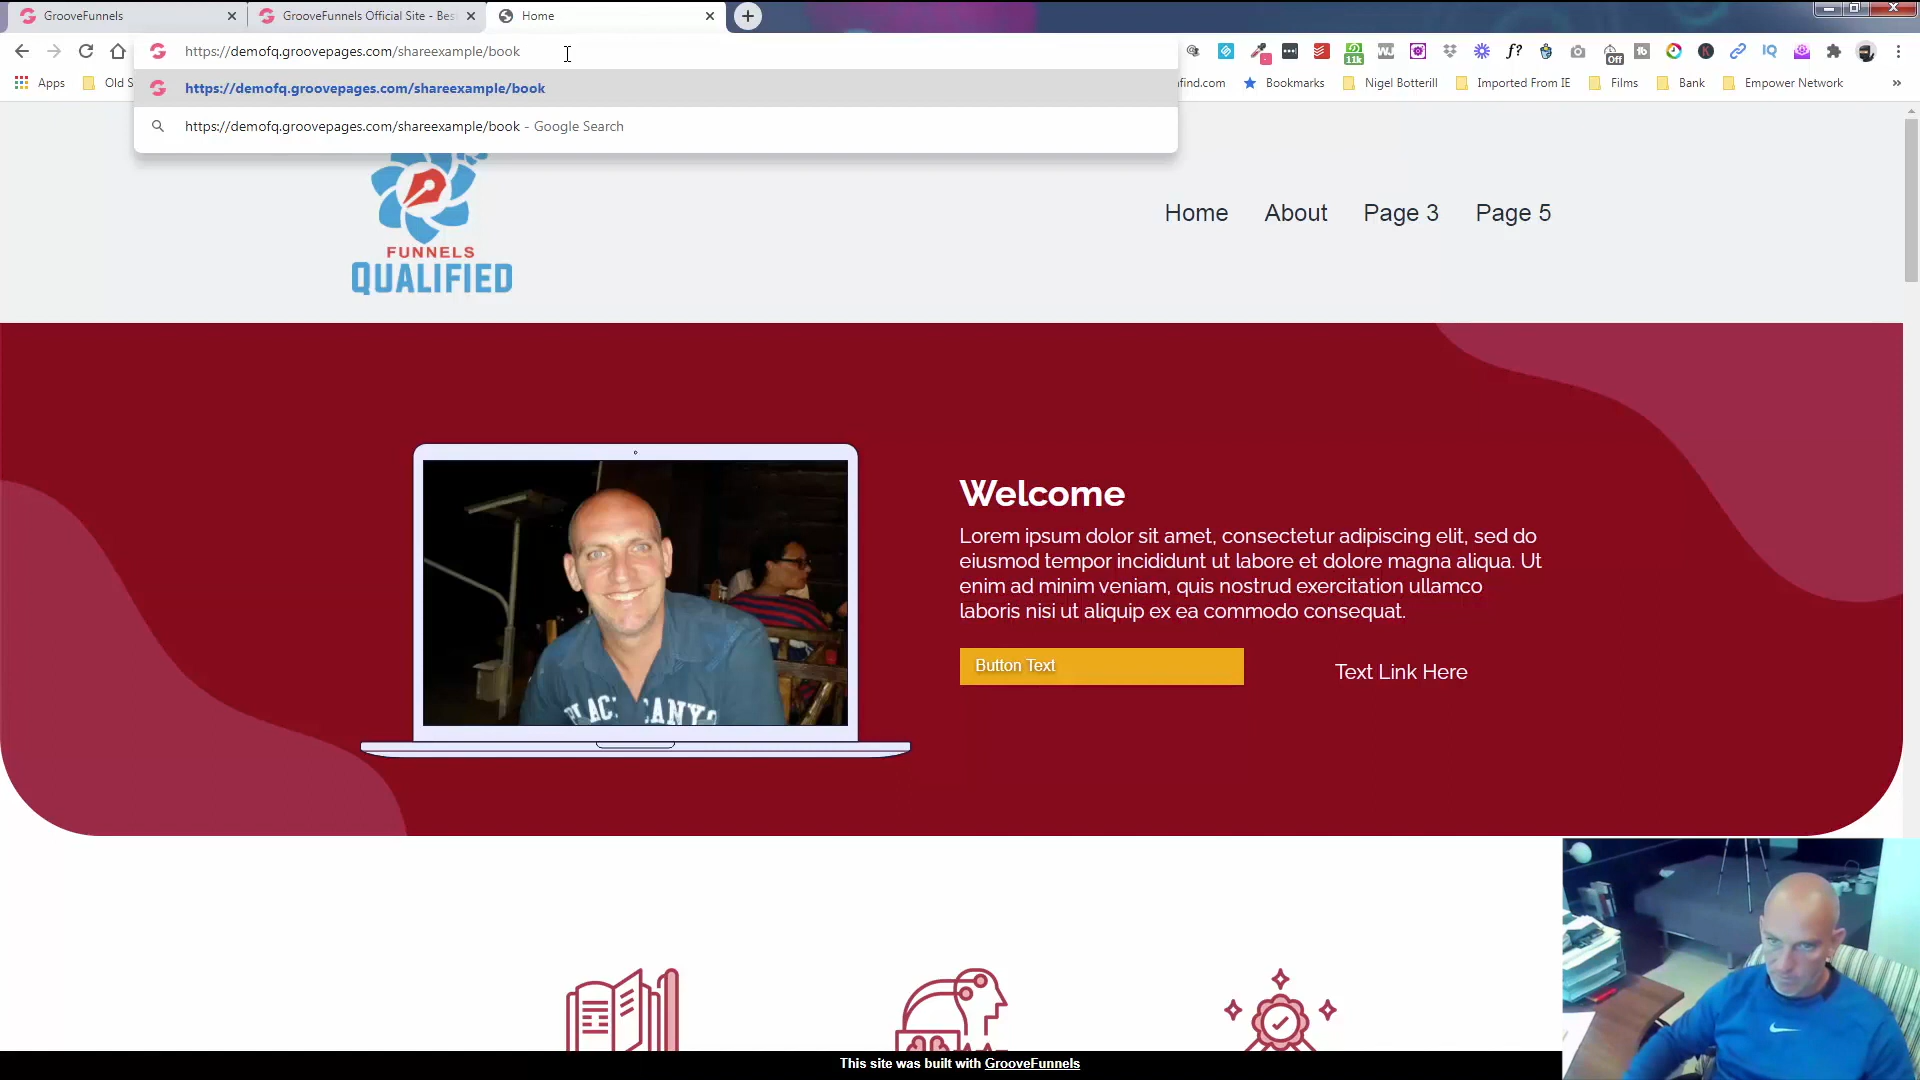 GrooveFunnels
GrooveFunnels Official Site - Bes
Home
https://demofq.groovepages.com/shareexample/book
https://demofq.groovepages.com/shareexample/book
https://demofq.groovepages.com/shareexample/book - Google Search
11k
Off
Apps
Old S
find.com
Bookmarks
Nigel Botterill
Imported From IE
Films
Bank
Empower Network
FUNNELS
QUALIFIED
Home
About
Page 3
Page 5
Welcome
Lorem ipsum dolor sit amet, consectetur adipiscing elit, sed do
eiusmod tempor incididunt ut labore et dolore magna aliqua. Ut
enim ad minim veniam, quis nostrud exercitation ullamco
laboris nisi ut aliquip ex ea commodo consequat.
Button Text
Text Link Here
This site was built with GrooveFunnels